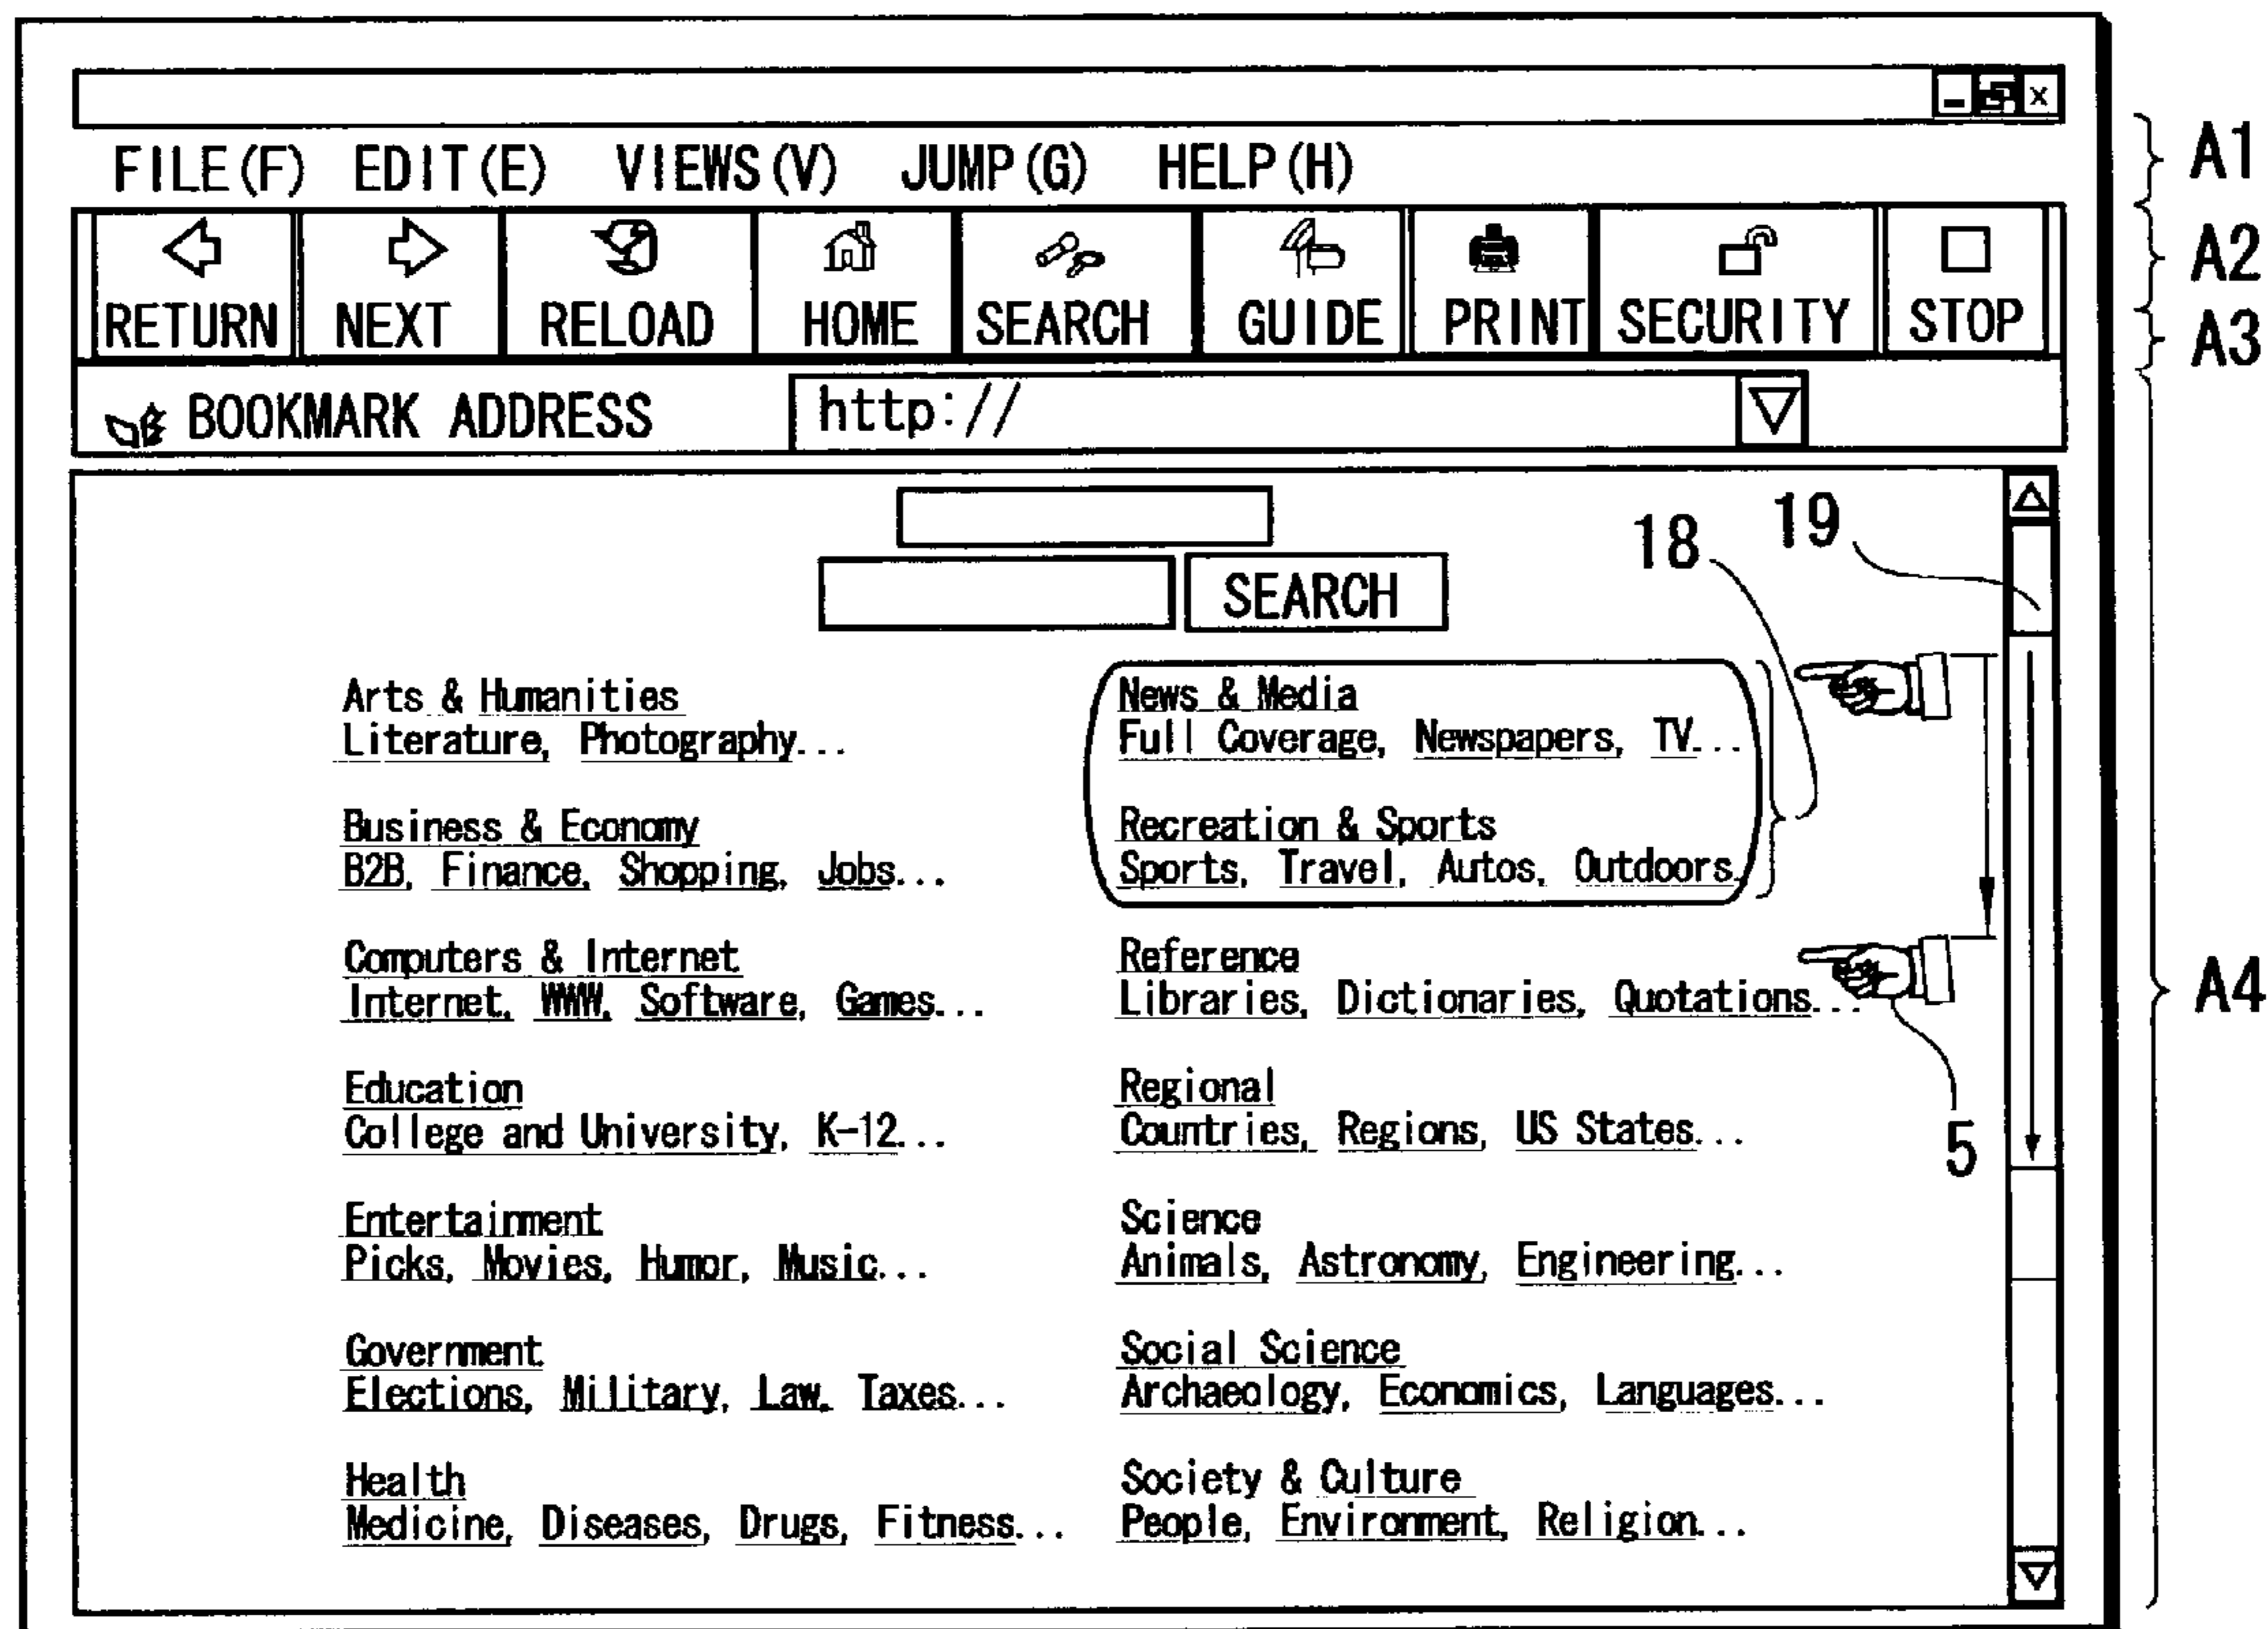 FILE(F) EDIT(E) VIEWS(V) JUMP(G) HELP(H)
A1
RETURN NEXT RELOAD HOME SEARCH GUIDE PRINT SECURITY STOP
A2
A3
BOOKMARK ADDRESS http://
18 19
SEARCH
Arts & Humanities
Literature, Photography...
Business & Economy
B2B, Finance, Shopping, Jobs...
Computers & Internet
Internet, WWW, Software, Games...
Education
College and University, K-12...
Entertainment
Picks, Movies, Humor, Music...
Government
Elections, Military, Law, Taxes...
Health
Medicine, Diseases, Drugs, Fitness...
News & Media
Full Coverage, Newspapers, TV...
Recreation & Sports
Sports, Travel, Autos, Outdoors.
Reference
Libraries, Dictionaries, Quotations...
Regional
Countries, Regions, US States...
Science
Animals, Astronomy, Engineering...
Social Science
Archaeology, Economics, Languages...
Society & Culture
People, Environment, Religion...
5
A4